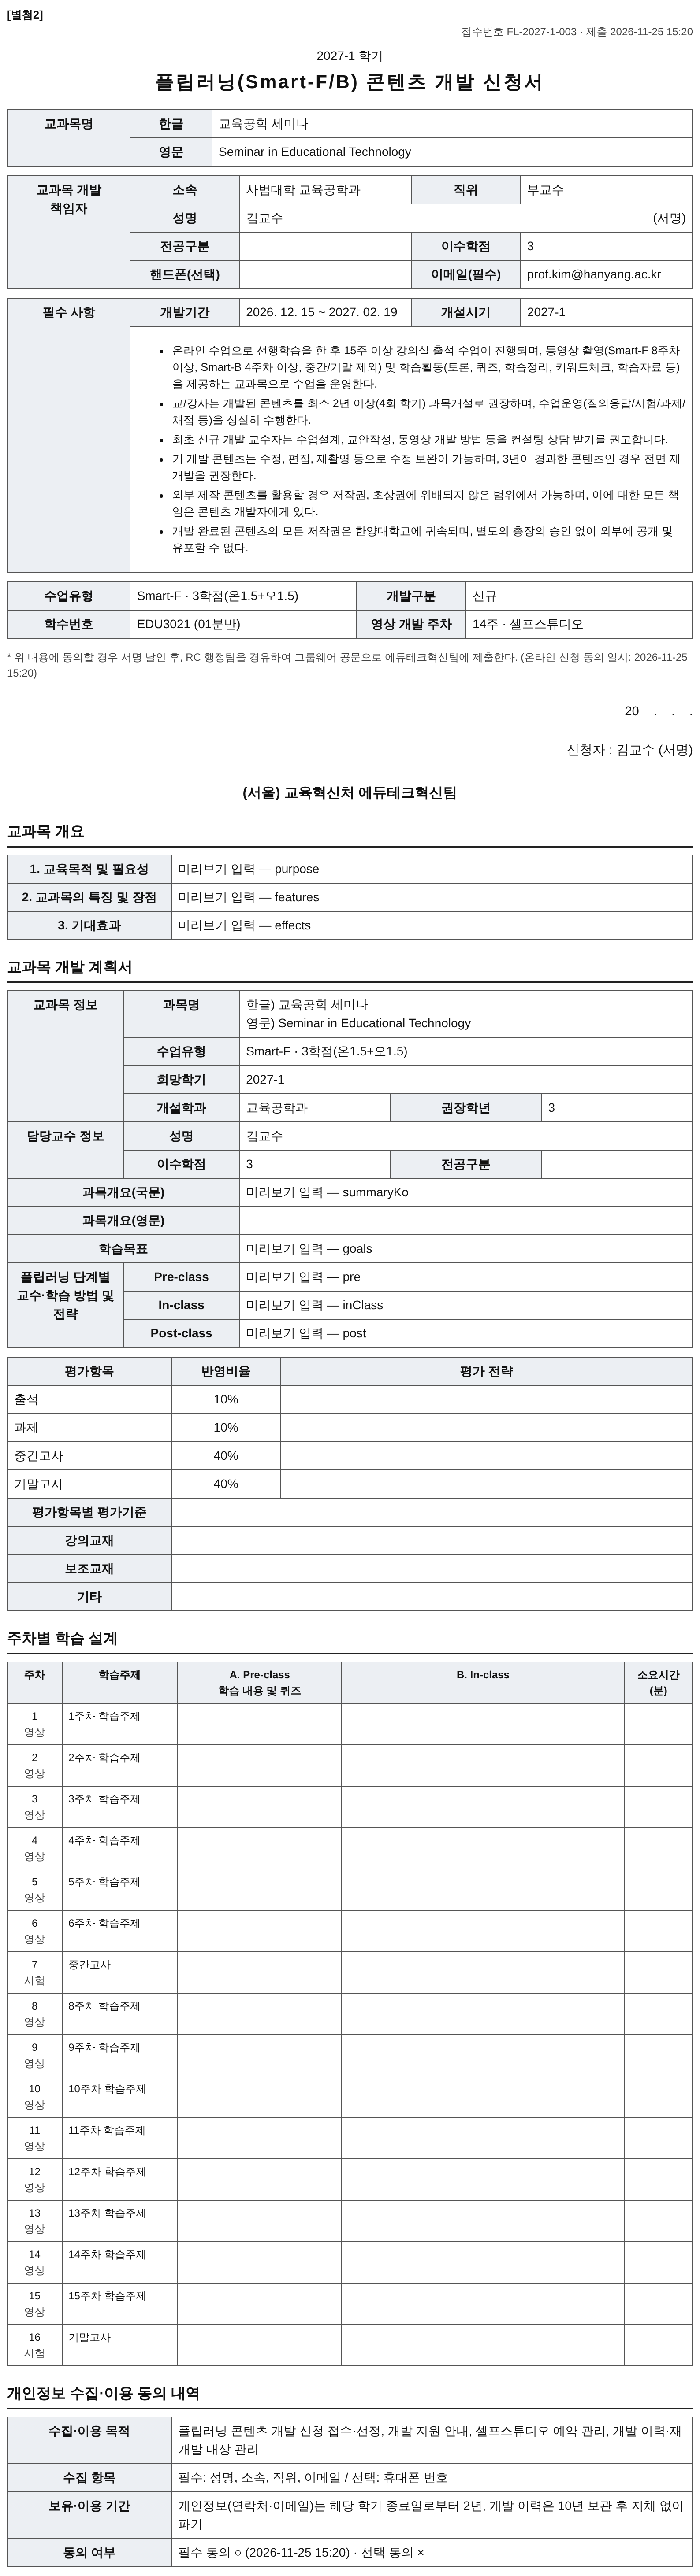 [별첨2]
접수번호 FL-2027-1-003 · 제출 2026-11-25 15:20
2027-1 학기
플립러닝(Smart-F/B) 콘텐츠 개발 신청서
교과목명 한글 교육공학 세미나
영문 Seminar in Educational Technology
교과목 개발 책임자 소속 사범대학 교육공학과 직위 부교수
성명 김교수 (서명)
전공구분 이수학점 3
핸드폰(선택) 이메일(필수) prof.kim@hanyang.ac.kr
필수 사항 개발기간 2026. 12. 15 ~ 2027. 02. 19 개설시기 2027-1
• 온라인 수업으로 선행학습을 한 후 15주 이상 강의실 출석 수업이 진행되며, 동영상 촬영(Smart-F 8주차
이상, Smart-B 4주차 이상, 중간/기말 제외) 및 학습활동(토론, 퀴즈, 학습정리, 키워드체크, 학습자료 등)
을 제공하는 교과목으로 수업을 운영한다.
• 교/강사는 개발된 콘텐츠를 최소 2년 이상(4회 학기) 과목개설로 권장하며, 수업운영(질의응답/시험/과제/
채점 등)을 성실히 수행한다.
• 최초 신규 개발 교수자는 수업설계, 교안작성, 동영상 개발 방법 등을 컨설팅 상담 받기를 권고합니다.
• 기 개발 콘텐츠는 수정, 편집, 재촬영 등으로 수정 보완이 가능하며, 3년이 경과한 콘텐츠인 경우 전면 재
개발을 권장한다.
• 외부 제작 콘텐츠를 활용할 경우 저작권, 초상권에 위배되지 않은 범위에서 가능하며, 이에 대한 모든 책
임은 콘텐츠 개발자에게 있다.
• 개발 완료된 콘텐츠의 모든 저작권은 한양대학교에 귀속되며, 별도의 총장의 승인 없이 외부에 공개 및
유포할 수 없다.
수업유형 Smart-F · 3학점(온1.5+오1.5) 개발구분 신규
학수번호 EDU3021 (01분반) 영상 개발 주차 14주 · 셀프스튜디오
* 위 내용에 동의할 경우 서명 날인 후, RC 행정팀을 경유하여 그룹웨어 공문으로 에듀테크혁신팀에 제출한다. (온라인 신청 동의 일시: 2026-11-25
15:20)
20 . . .
신청자 : 김교수 (서명)
(서울) 교육혁신처 에듀테크혁신팀
교과목 개요
1. 교육목적 및 필요성 미리보기 입력 — purpose
2. 교과목의 특징 및 장점 미리보기 입력 — features
3. 기대효과 미리보기 입력 — effects
교과목 개발 계획서
교과목 정보 과목명 한글) 교육공학 세미나
영문) Seminar in Educational Technology
수업유형 Smart-F · 3학점(온1.5+오1.5)
희망학기 2027-1
개설학과 교육공학과 권장학년 3
담당교수 정보 성명 김교수
이수학점 3 전공구분
과목개요(국문) 미리보기 입력 — summaryKo
과목개요(영문)
학습목표 미리보기 입력 — goals
플립러닝 단계별 교수·학습 방법 및 전략 Pre-class 미리보기 입력 — pre
In-class 미리보기 입력 — inClass
Post-class 미리보기 입력 — post
평가항목 반영비율 평가 전략
출석 10%
과제 10%
중간고사 40%
기말고사 40%
평가항목별 평가기준
강의교재
보조교재
기타
주차별 학습 설계
주차 학습주제 A. Pre-class 학습 내용 및 퀴즈 B. In-class 소요시간 (분)
1 영상 1주차 학습주제
2 영상 2주차 학습주제
3 영상 3주차 학습주제
4 영상 4주차 학습주제
5 영상 5주차 학습주제
6 영상 6주차 학습주제
7 시험 중간고사
8 영상 8주차 학습주제
9 영상 9주차 학습주제
10 영상 10주차 학습주제
11 영상 11주차 학습주제
12 영상 12주차 학습주제
13 영상 13주차 학습주제
14 영상 14주차 학습주제
15 영상 15주차 학습주제
16 시험 기말고사
개인정보 수집·이용 동의 내역
수집·이용 목적 플립러닝 콘텐츠 개발 신청 접수·선정, 개발 지원 안내, 셀프스튜디오 예약 관리, 개발 이력·재
개발 대상 관리
수집 항목 필수: 성명, 소속, 직위, 이메일 / 선택: 휴대폰 번호
보유·이용 기간 개인정보(연락처·이메일)는 해당 학기 종료일로부터 2년, 개발 이력은 10년 보관 후 지체 없이
파기
동의 여부 필수 동의 ○ (2026-11-25 15:20) · 선택 동의 ×